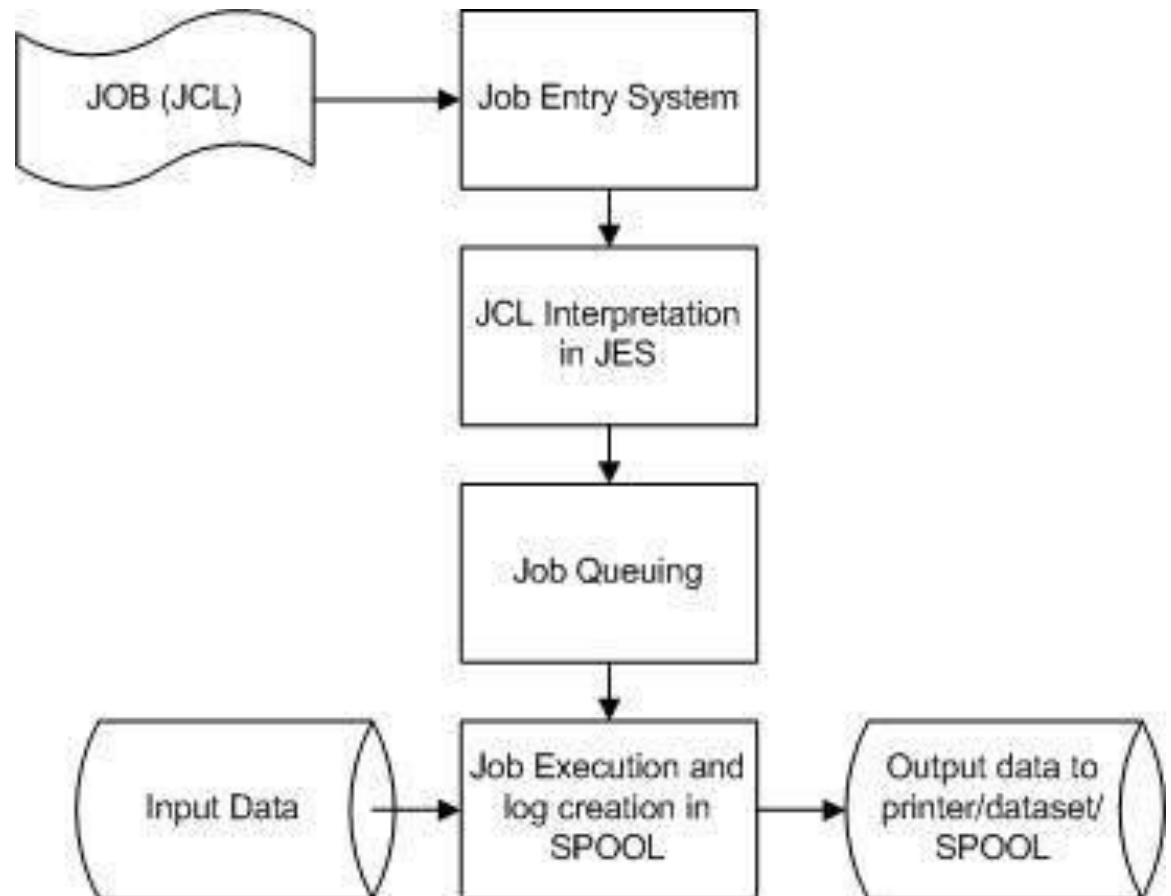 JOB (JCL)
Job Entry System
JCL Interpretation
in JES
Job Queuing
Input Data
Job Execution and
log creation in
SPOOL
Output data to
printer/dataset/
SPOOL